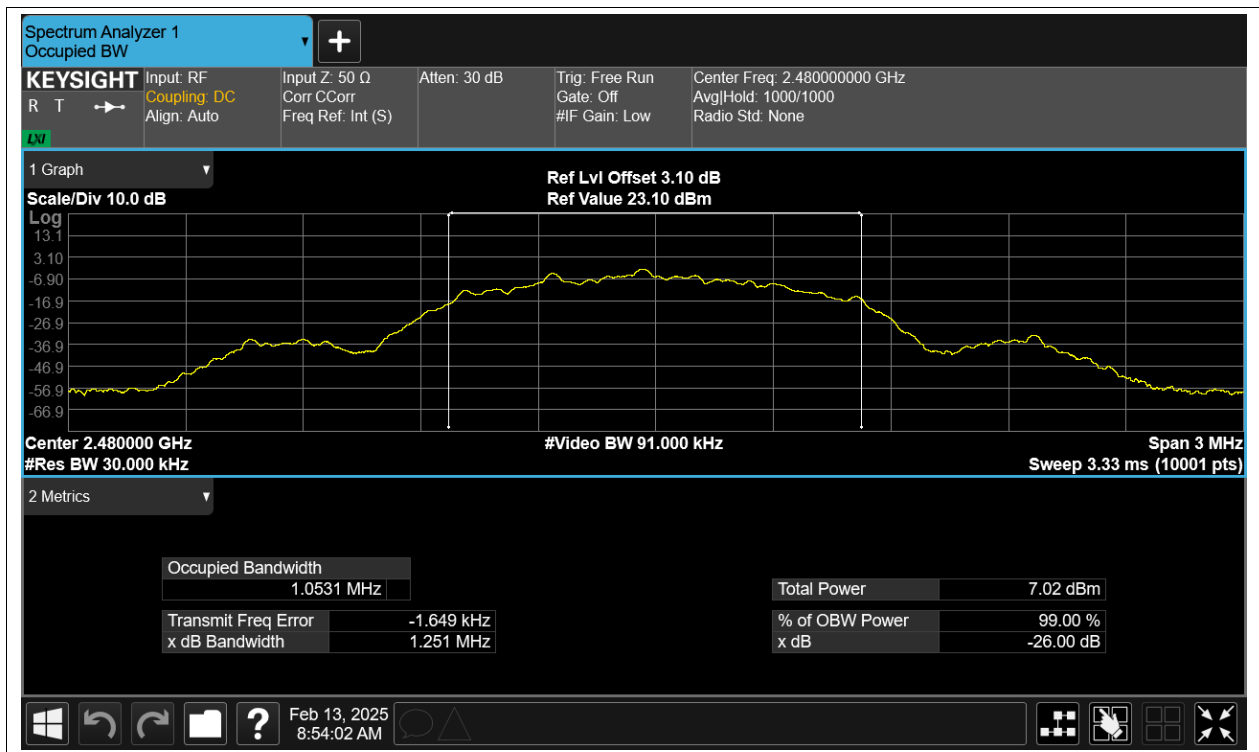 Spectrum Analyzer 1
Occupied BW
KEYSIGHT
R T
LXI
Input: RF
Coupling: DC
Align: Auto
Input Z: 50 Ω
Corr CCorr
Freq Ref: Int (S)
Atten: 30 dB
Trig: Free Run
Gate: Off
#IF Gain: Low
Center Freq: 2.480000000 GHz
Avg|Hold: 1000/1000
Radio Std: None
1 Graph
Scale/Div 10.0 dB
Ref Lvl Offset 3.10 dB
Ref Value 23.10 dBm
Log
13.1
3.10
-6.90
-16.9
-26.9
-36.9
-46.9
-56.9
-66.9
Center 2.480000 GHz
#Res BW 30.000 kHz
#Video BW 91.000 kHz
Span 3 MHz
Sweep 3.33 ms (10001 pts)
2 Metrics
Occupied Bandwidth
1.0531 MHz
Transmit Freq Error -1.649 kHz
x dB Bandwidth 1.251 MHz
Total Power 7.02 dBm
% of OBW Power 99.00 %
x dB -26.00 dB
?
Feb 13, 2025
8:54:02 AM